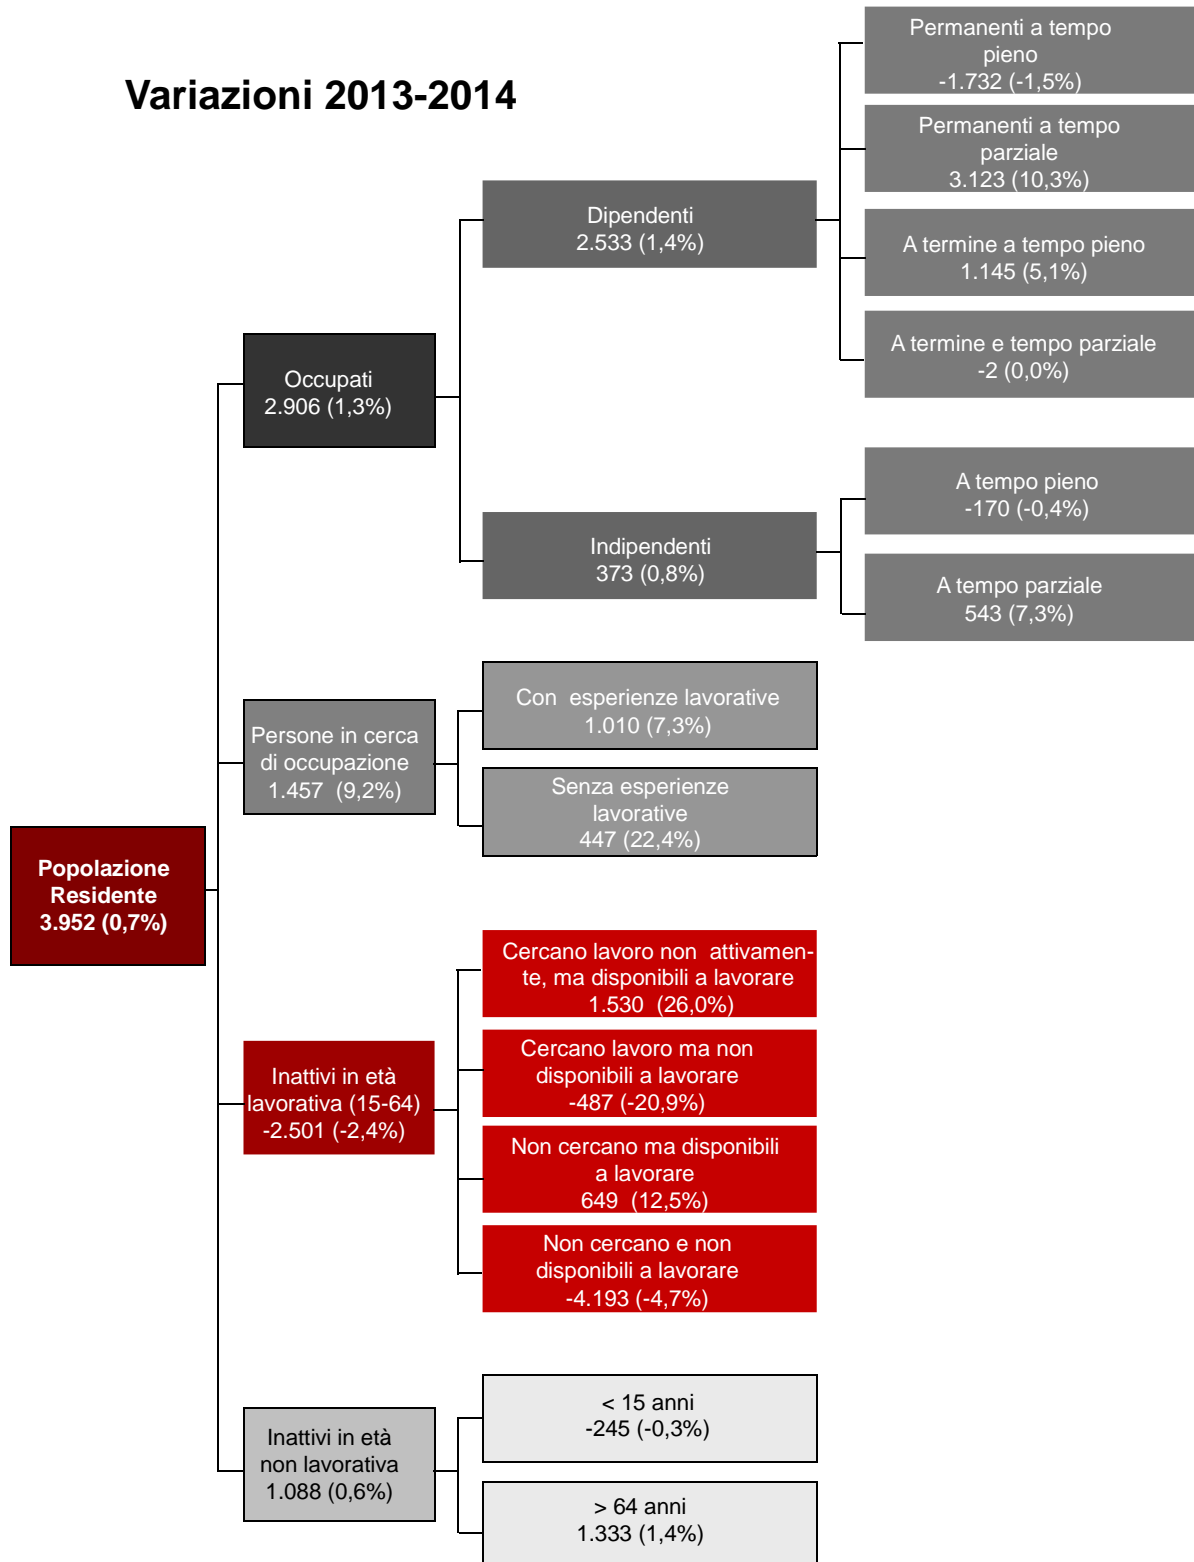 Variazioni 2013-2014
Permanenti a tempo
pieno
-1.732 (-1,5%)
Permanenti a tempo
parziale
3.123 (10,3%)
Dipendenti
2.533 (1,4%)
A termine a tempo pieno
1.145 (5,1%)
A termine e tempo parziale
-2 (0,0%)
Occupati
2.906 (1,3%)
A tempo pieno
-170 (-0,4%)
Indipendenti
373 (0,8%)
A tempo parziale
543 (7,3%)
Con esperienze lavorative
1.010 (7,3%)
Persone in cerca
di occupazione
1.457 (9,2%)
Senza esperienze
lavorative
447 (22,4%)
Popolazione
Residente
3.952 (0,7%)
Cercano lavoro non attivamen-
te, ma disponibili a lavorare
1.530 (26,0%)
Cercano lavoro ma non
disponibili a lavorare
-487 (-20,9%)
Inattivi in età
lavorativa (15-64)
-2.501 (-2,4%)
Non cercano ma disponibili
a lavorare
649 (12,5%)
Non cercano e non
disponibili a lavorare
-4.193 (-4,7%)
< 15 anni
-245 (-0,3%)
Inattivi in età
non lavorativa
1.088 (0,6%)
> 64 anni
1.333 (1,4%)